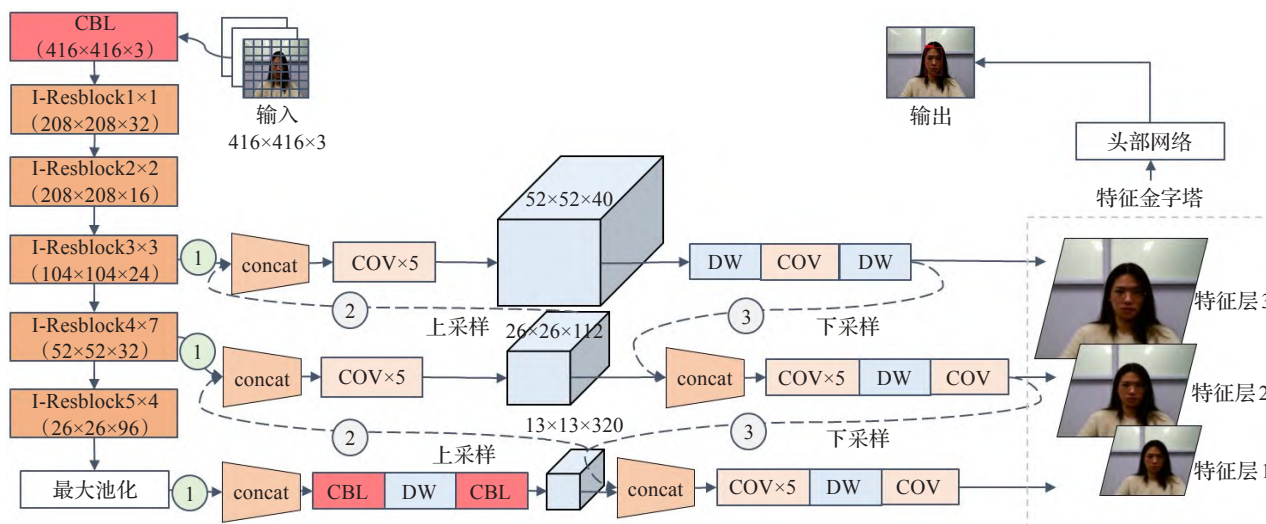 CBL
（416×416×3）
I-Resblock1×1
（208×208×32）
I-Resblock2×2
（208×208×16）
I-Resblock3×3
（104×104×24）
I-Resblock4×7
（52×52×32）
I-Resblock5×4
（26×26×96）
最大池化
输入
416×416×3
输出
头部网络
特征金字塔
1
concat
COV×5
52×52×40
DW
COV
DW
特征层3
2
上采样
3
下采样
1
concat
COV×5
26×26×112
concat
COV×5
DW
COV
特征层2
2
上采样
3
下采样
1
concat
CBL
DW
CBL
13×13×320
concat
COV×5
DW
COV
特征层1